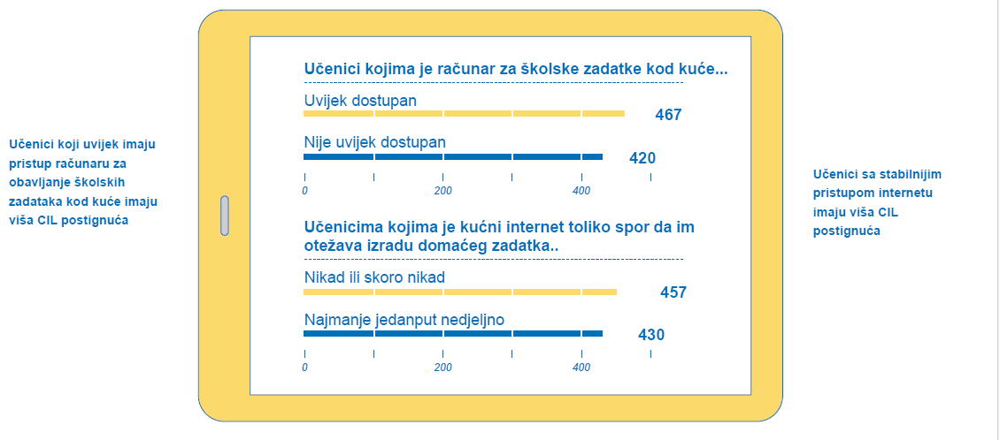 Učenici koji uvijek imaju
pristup računaru za
obavljanje školskih
zadataka kod kuće imaju
viša CIL postignuća
Učenici kojima je računar za školske zadatke kod kuće...
Uvijek dostupan
467
Nije uvijek dostupan
420
0 200 400
Učenicima kojima je kućni internet toliko spor da im
otežava izradu domaćeg zadatka..
Nikad ili skoro nikad
457
Najmanje jedanput nedjeljno
430
0 200 400
Učenici sa stabilnijim
pristupom internetu
imaju viša CIL
postignuća